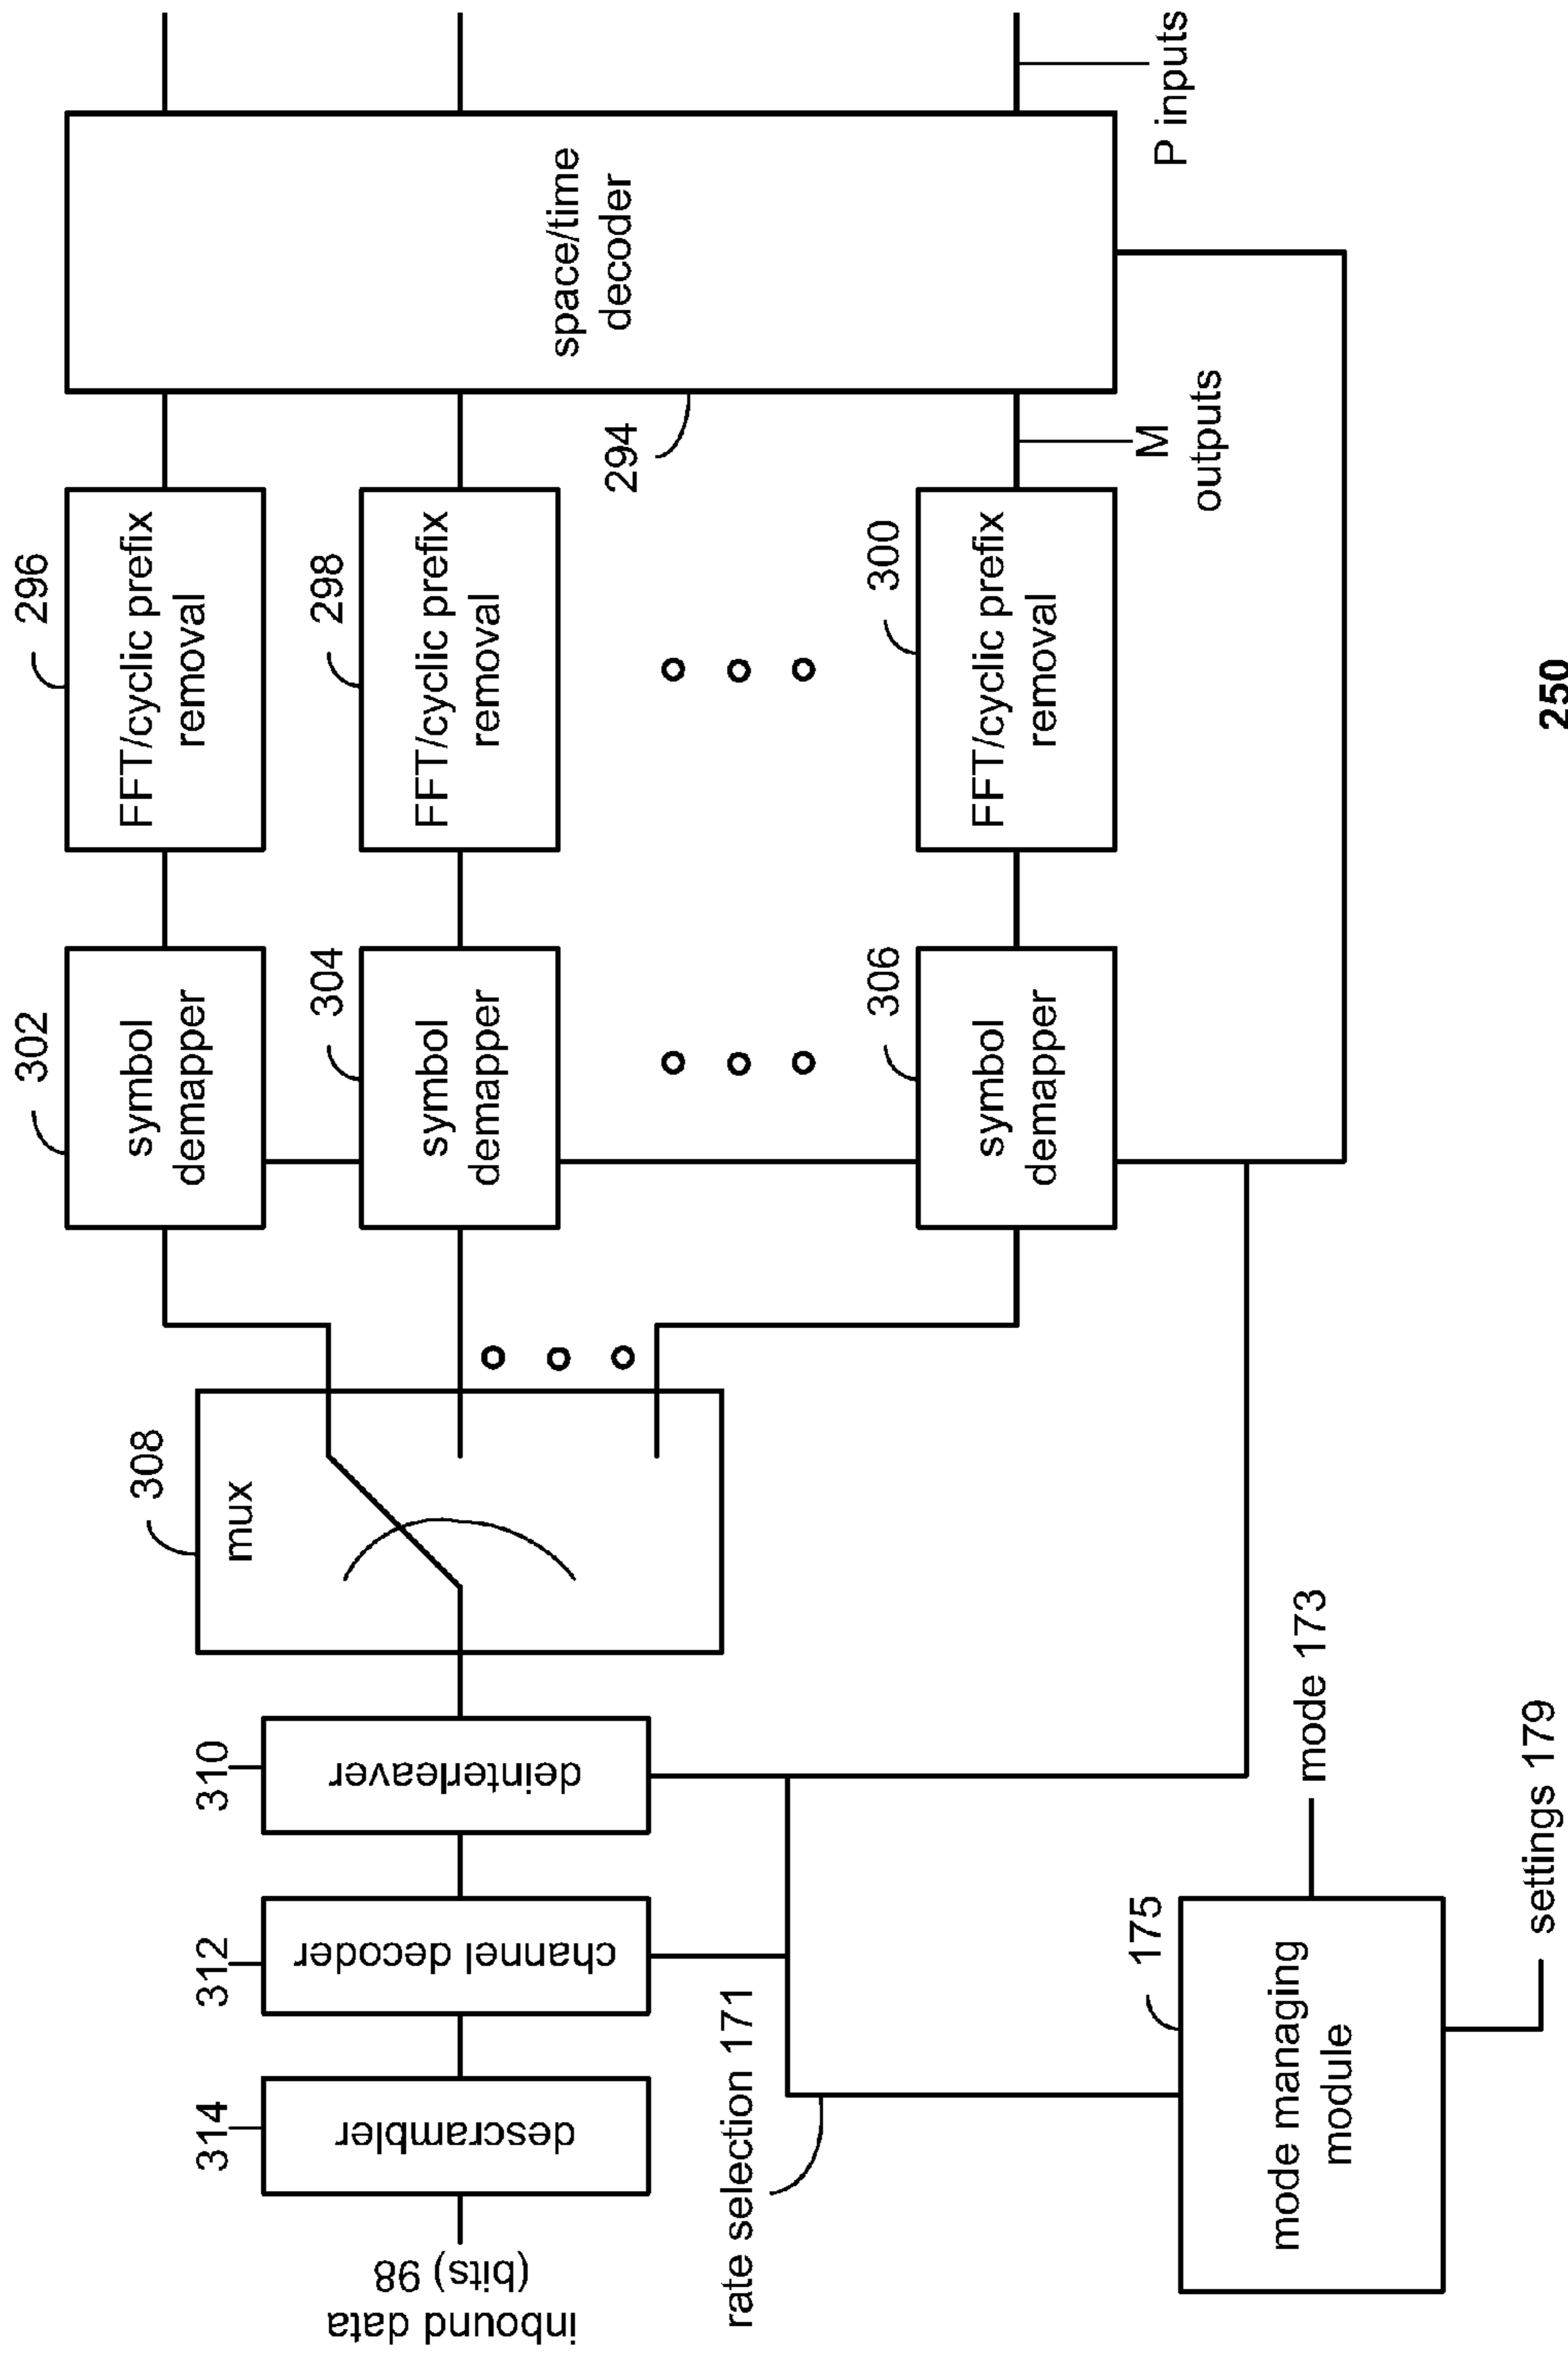 302
296
symbol
demapper
FFT/cyclic prefix
removal
308
mux
304
298
symbol
demapper
FFT/cyclic prefix
removal
space/time
decoder
294
314
312
310
descrambler
channel decoder
deinterleaver
inbound data
(bits) 98
306
300
symbol
demapper
FFT/cyclic prefix
removal
M
outputs
P inputs
rate selection 171
175
mode managing
module
mode 173
settings 179
250